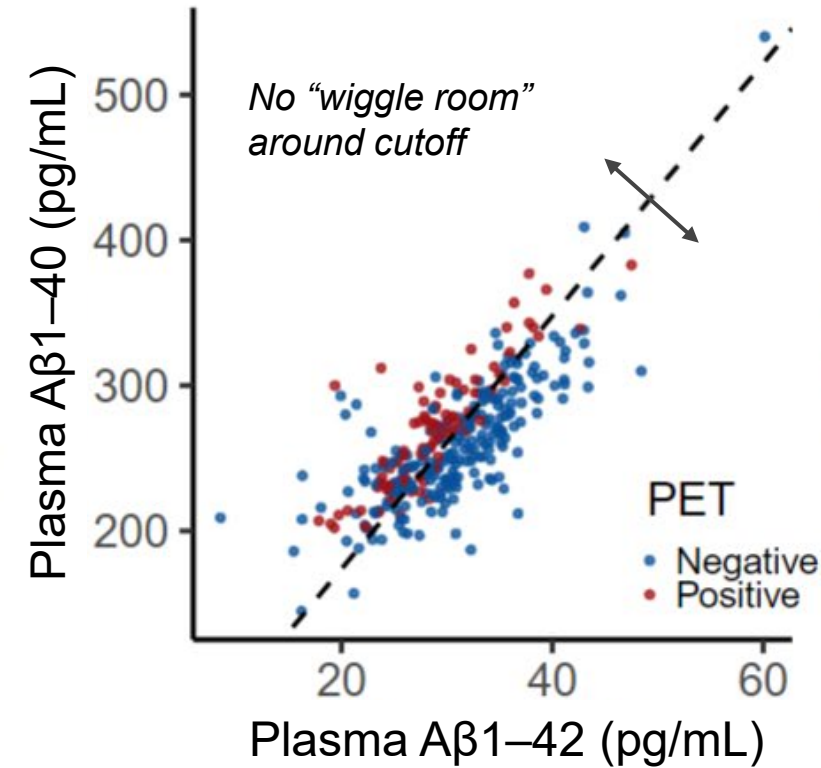 No “wiggle room”
around cutoff
Plasma Aβ1–40 (pg/mL)
500
400
300
200
PET
Negative
Positive
20 40 60
Plasma Aβ1–42 (pg/mL)